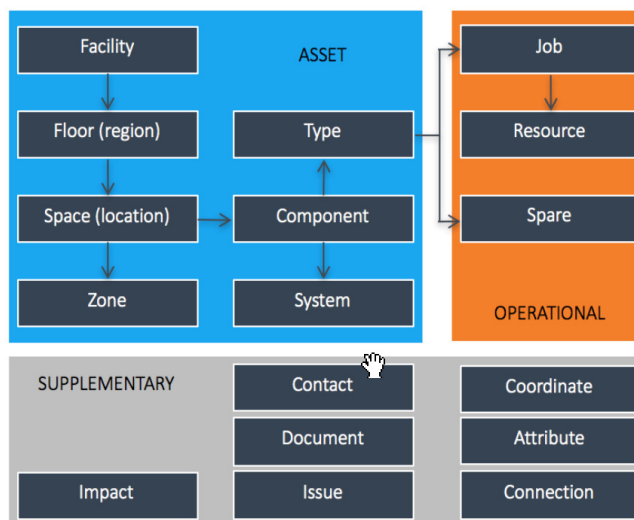 Facility
ASSET
Job
Floor (region)
Type
Resource
Space (location)
Component
Spare
Zone
System
OPERATIONAL
SUPPLEMENTARY
Contact
Coordinate
Document
Attribute
Impact
Issue
Connection